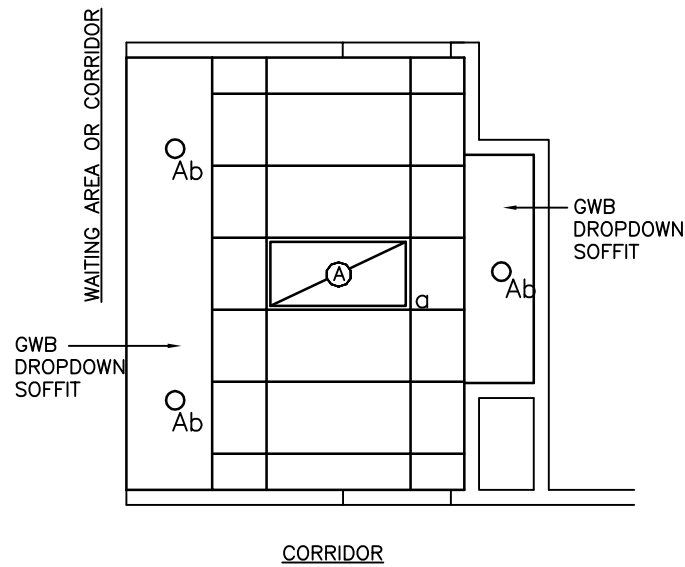 WAITING AREA OR CORRIDOR
Ab
GWB
DROPDOWN
SOFFIT
A
Ab
a
GWB
DROPDOWN
SOFFIT
Ab
CORRIDOR